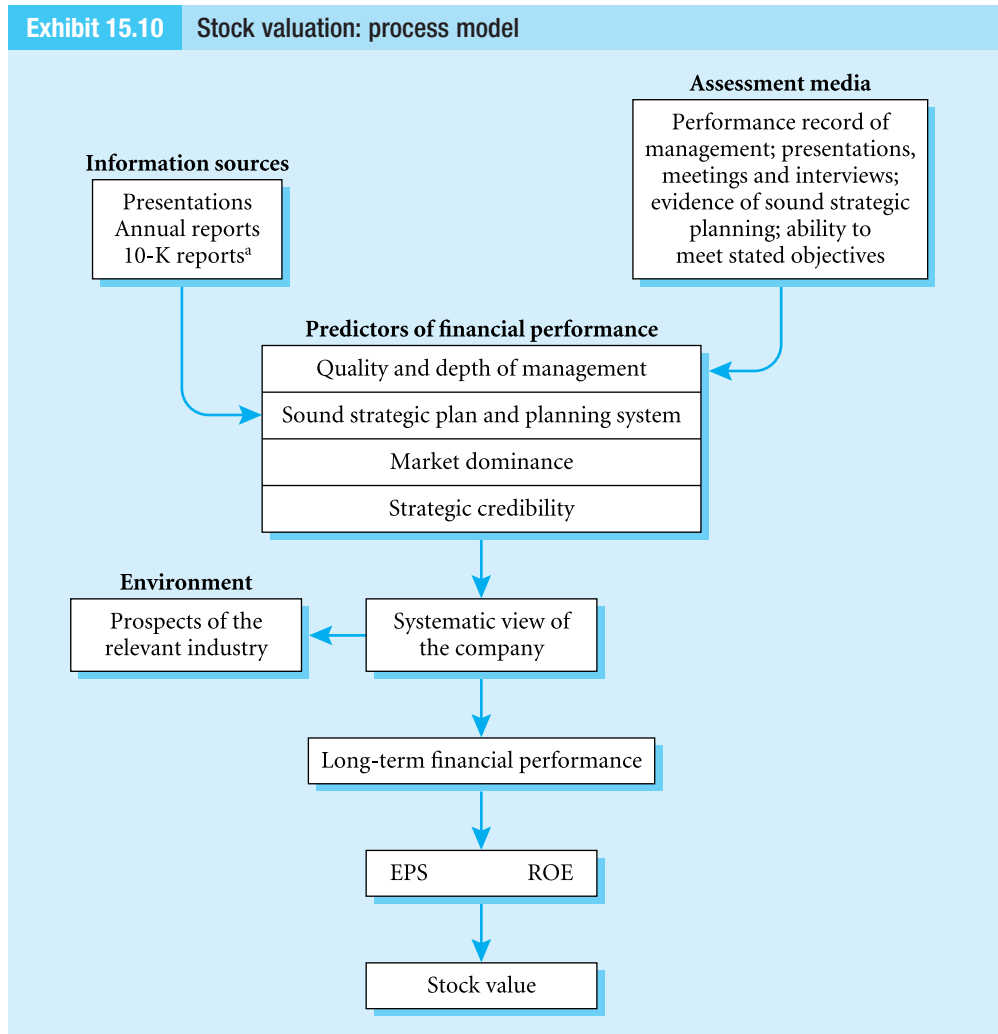 Exhibit 15.10 Stock valuation: process model
Assessment media
Performance record of
management; presentations,
meetings and interviews;
evidence of sound strategic
planning; ability to
meet stated objectives
Information sources
Presentations
Annual reports
10-K reportsᵃ
Predictors of financial performance
Quality and depth of management
Sound strategic plan and planning system
Market dominance
Strategic credibility
Environment
Prospects of the
relevant industry
Systematic view of
the company
Long-term financial performance
EPS ROE
Stock value